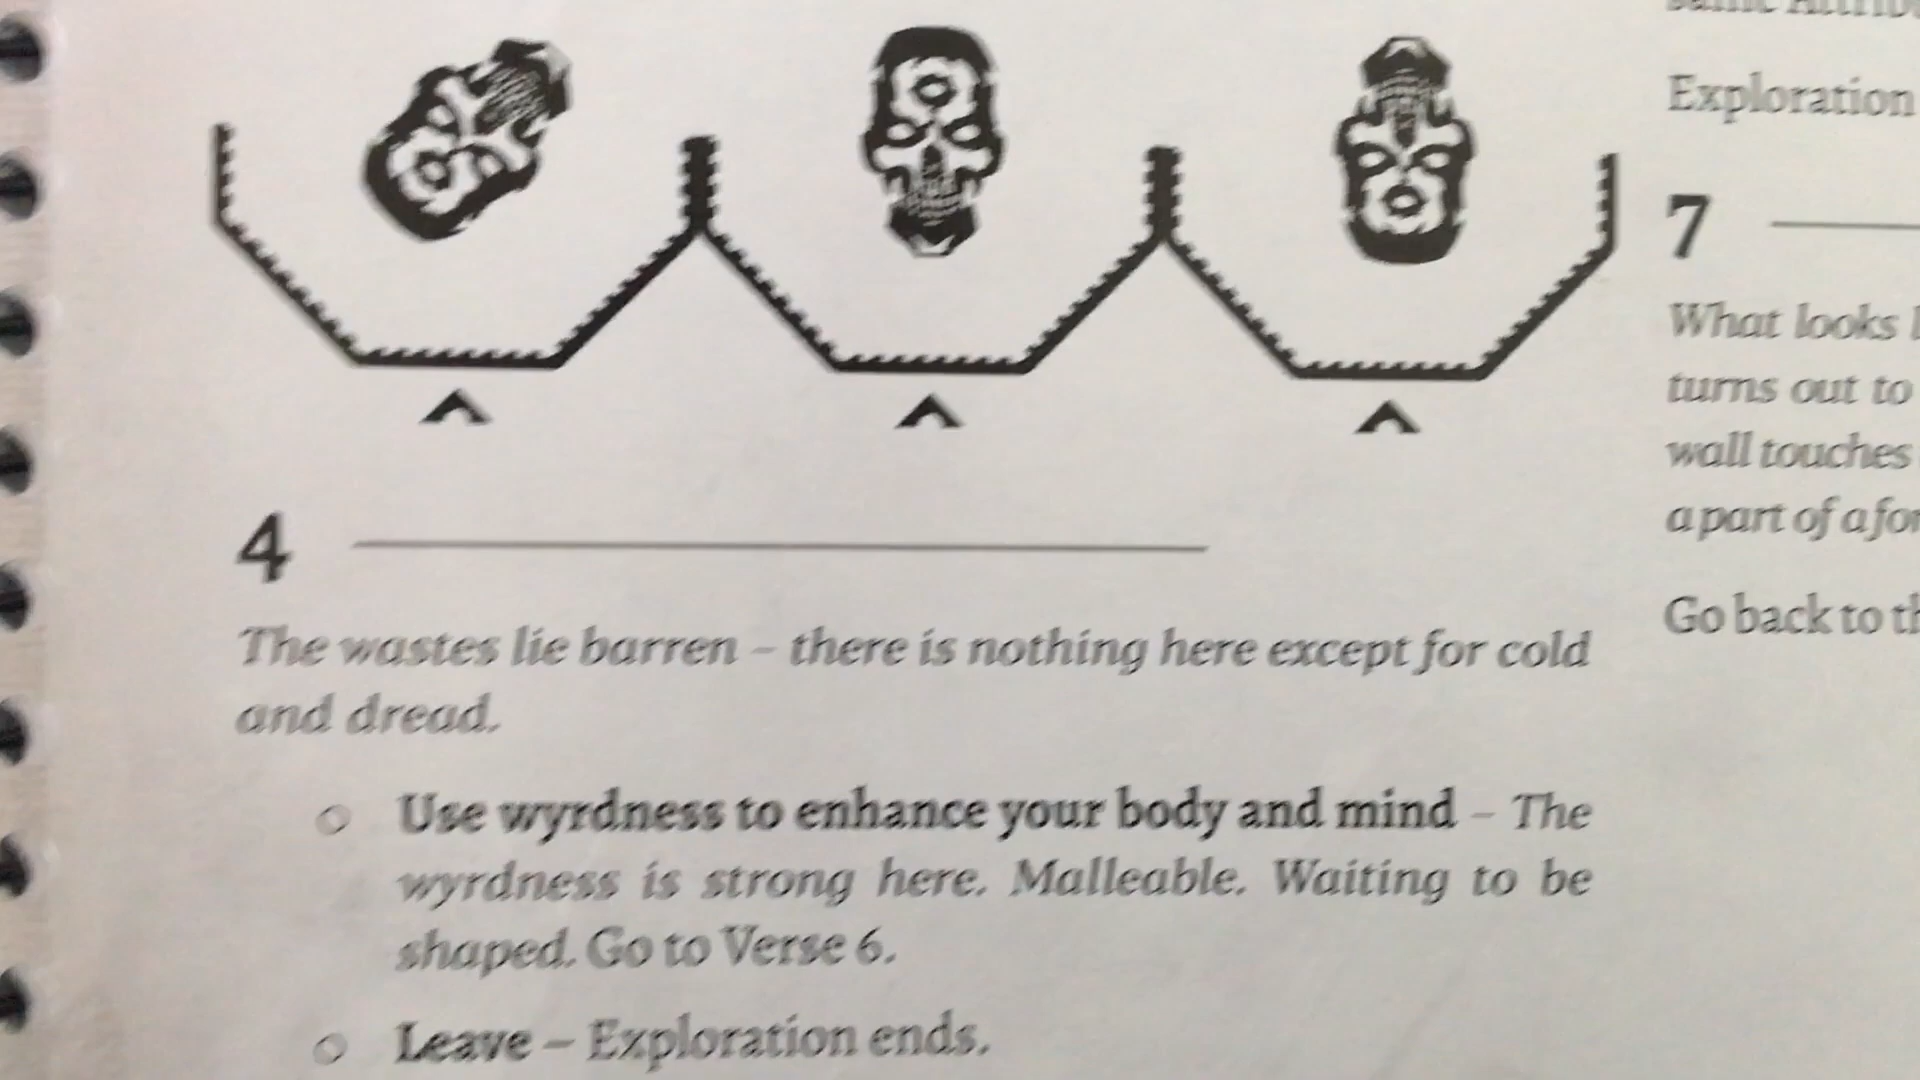 4
The wastes lie barren – there is nothing here except for cold
and dread.
○ Use wyrdness to enhance your body and mind – The
wyrdness is strong here. Malleable. Waiting to be
shaped. Go to Verse 6.
○ Leave – Exploration ends.
Exploration
7
What looks
turns out to
wall touches
a part of a
Go back to